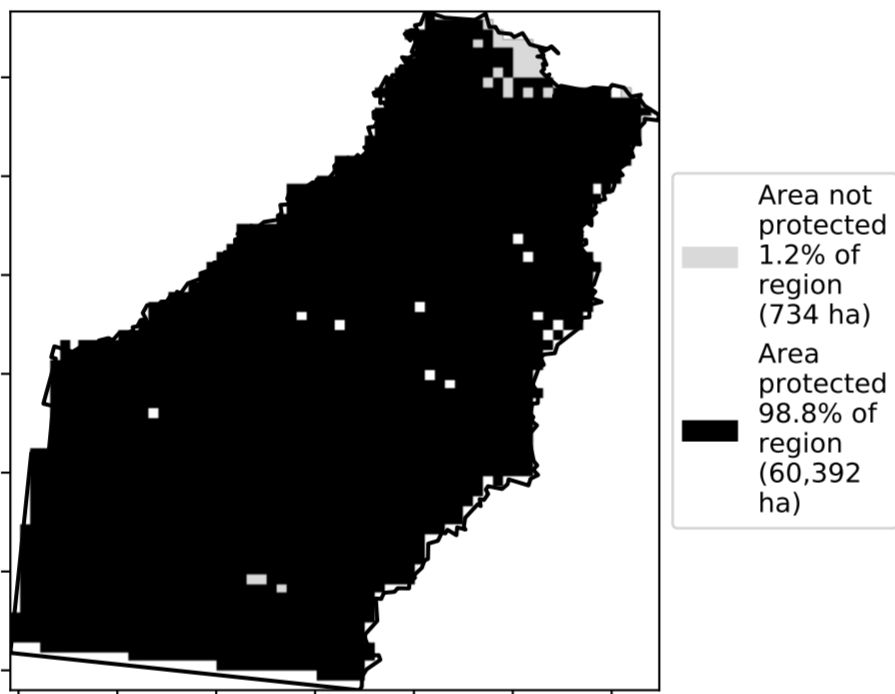 Area not
protected
1.2% of
region
(734 ha)
Area
protected
98.8% of
region
(60,392
ha)